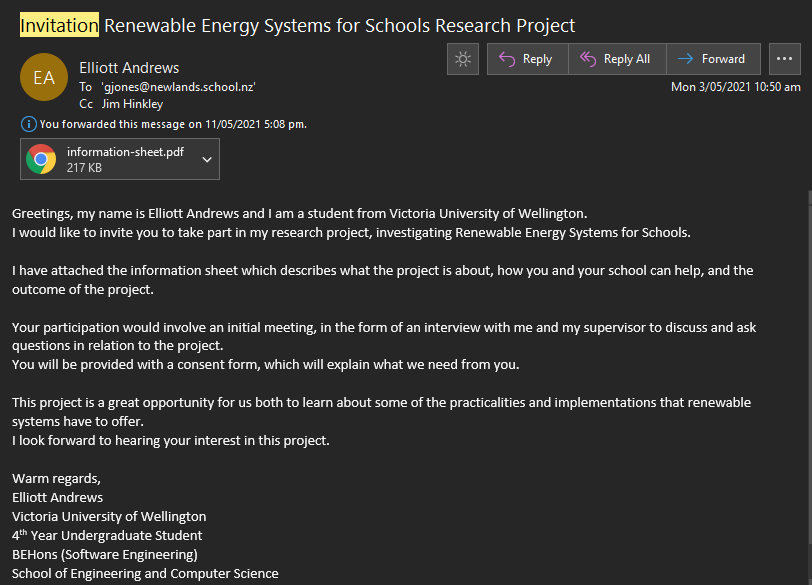 Invitation Renewable Energy Systems for Schools Research Project
EA
Elliott Andrews
To 'gjones@newlands.school.nz'
Cc Jim Hinkley
Reply
Reply All
Forward
Mon 3/05/2021 10:50 am
You forwarded this message on 11/05/2021 5:08 pm.
information-sheet.pdf
217 KB
Greetings, my name is Elliott Andrews and I am a student from Victoria University of Wellington.
I would like to invite you to take part in my research project, investigating Renewable Energy Systems for Schools.
I have attached the information sheet which describes what the project is about, how you and your school can help, and the
outcome of the project.
Your participation would involve an initial meeting, in the form of an interview with me and my supervisor to discuss and ask
questions in relation to the project.
You will be provided with a consent form, which will explain what we need from you.
This project is a great opportunity for us both to learn about some of the practicalities and implementations that renewable
systems have to offer.
I look forward to hearing your interest in this project.
Warm regards,
Elliott Andrews
Victoria University of Wellington
4th Year Undergraduate Student
BEHons (Software Engineering)
School of Engineering and Computer Science